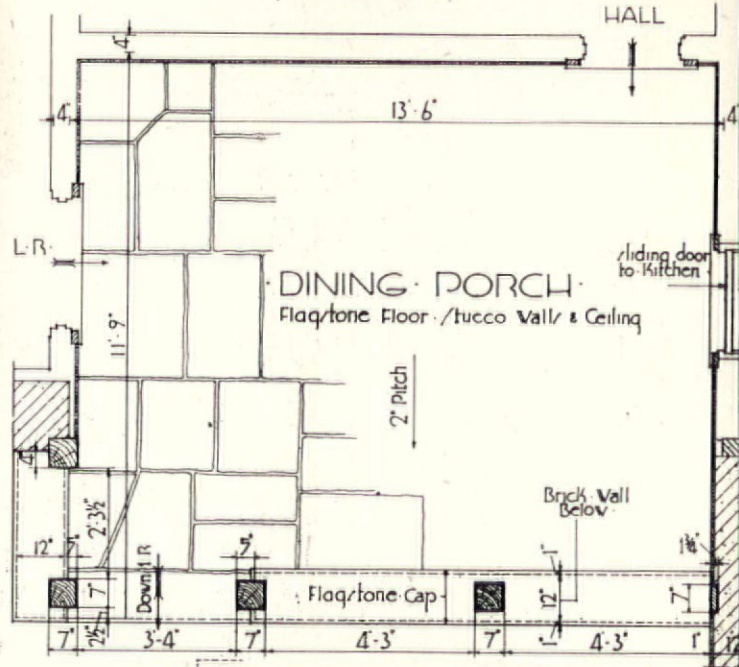 HALL
4"
4"
13'-6"
4"
L·R·
sliding door
to Kitchen
DINING · PORCH ·
Flagstone Floor · Stucco Walls & Ceiling
11'-9"
2" Pitch
4"
2'-3½"
Brick Wall
Below
12"
Down 1 R
Flagstone Cap
1"
12"
1"
7"
7"
2½"
7"
3'-4"
7"
4'-3"
7"
4'-3"
1"